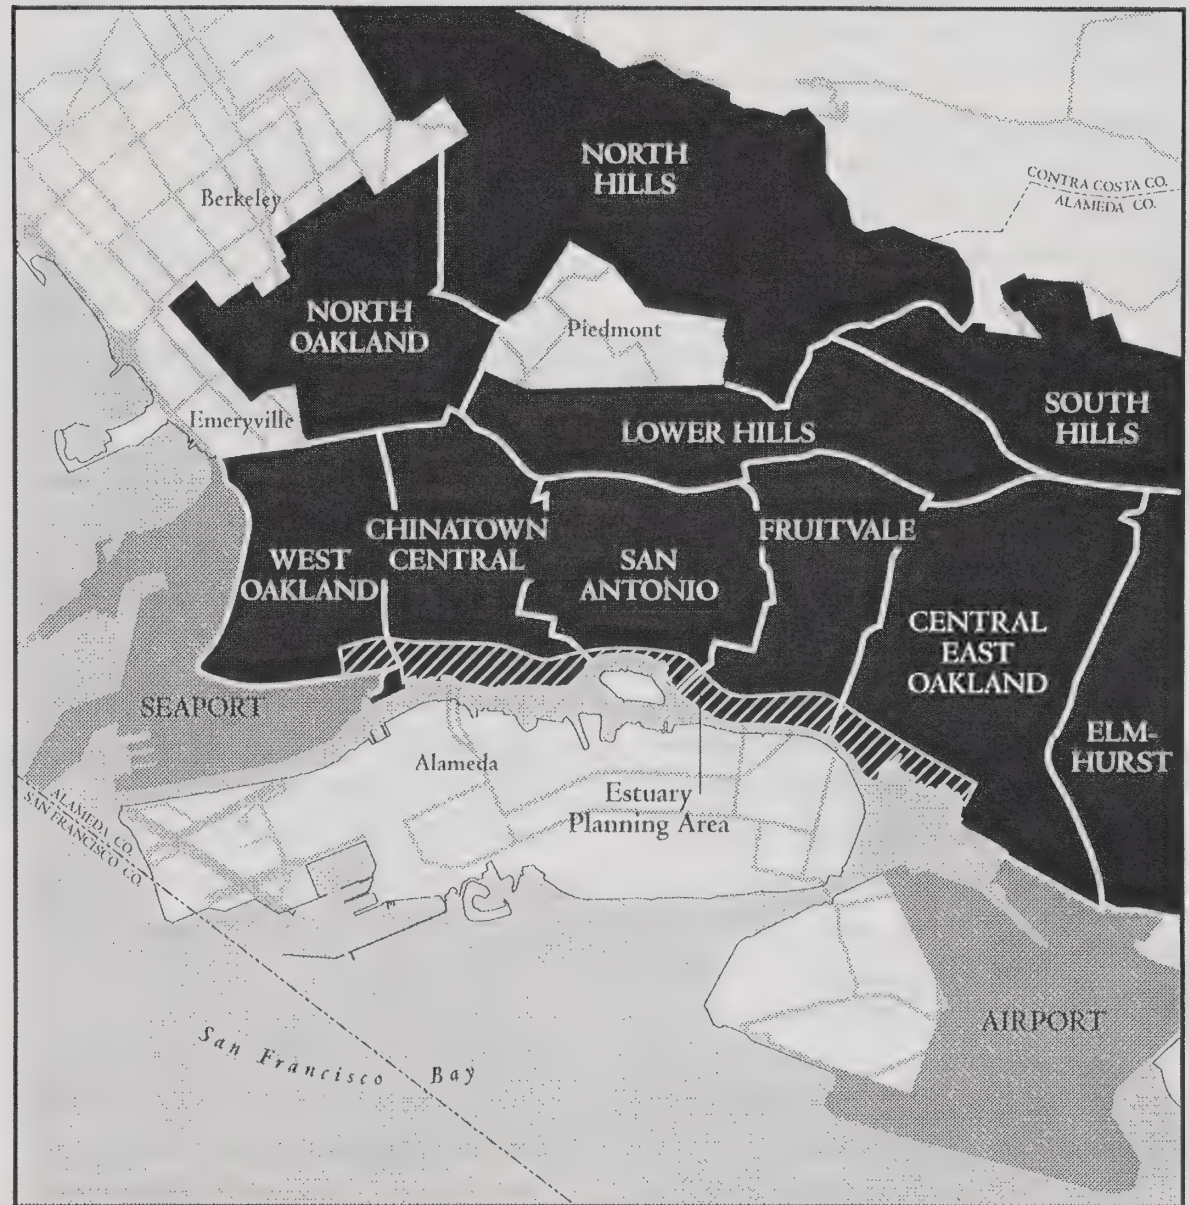 NORTH
HILLS
CONTRA COSTA CO.
ALAMEDA CO.
Berkeley
NORTH
OAKLAND
Piedmont
Emeryville
LOWER HILLS
SOUTH
HILLS
WEST
OAKLAND
CHINATOWN
CENTRAL
SAN
ANTONIO
FRUITVALE
CENTRAL
EAST
OAKLAND
ELM-
HURST
SEAPORT
Alameda
Estuary
Planning Area
ALAMEDA CO.
SAN FRANCISCO CO.
AIRPORT
San Francisco Bay